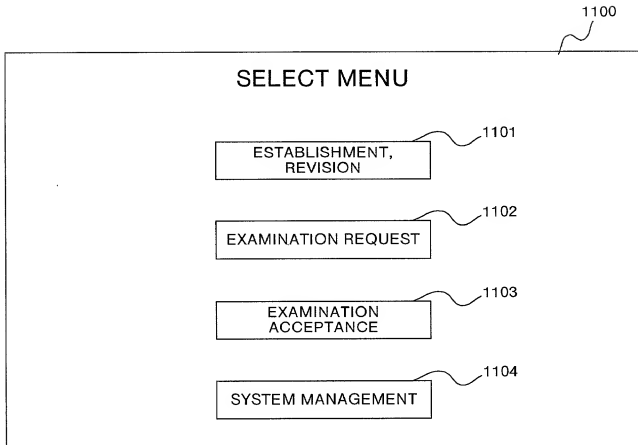 1100
SELECT MENU
1101
ESTABLISHMENT,
REVISION
1102
EXAMINATION REQUEST
1103
EXAMINATION
ACCEPTANCE
1104
SYSTEM MANAGEMENT